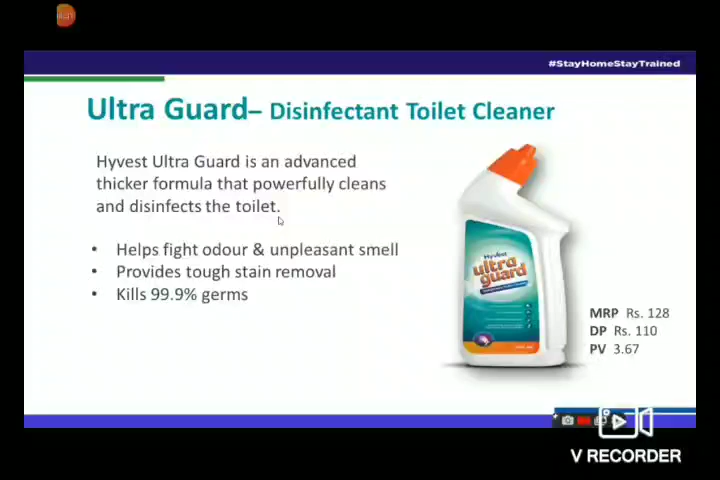 #StayHomeStayTrained
Ultra Guard– Disinfectant Toilet Cleaner
Hyvest Ultra Guard is an advanced
thicker formula that powerfully cleans
and disinfects the toilet.
• Helps fight odour & unpleasant smell
• Provides tough stain removal
• Kills 99.9% germs
Hyvest
ultra
guard
MRP Rs. 128
DP Rs. 110
PV 3.67
V RECORDER